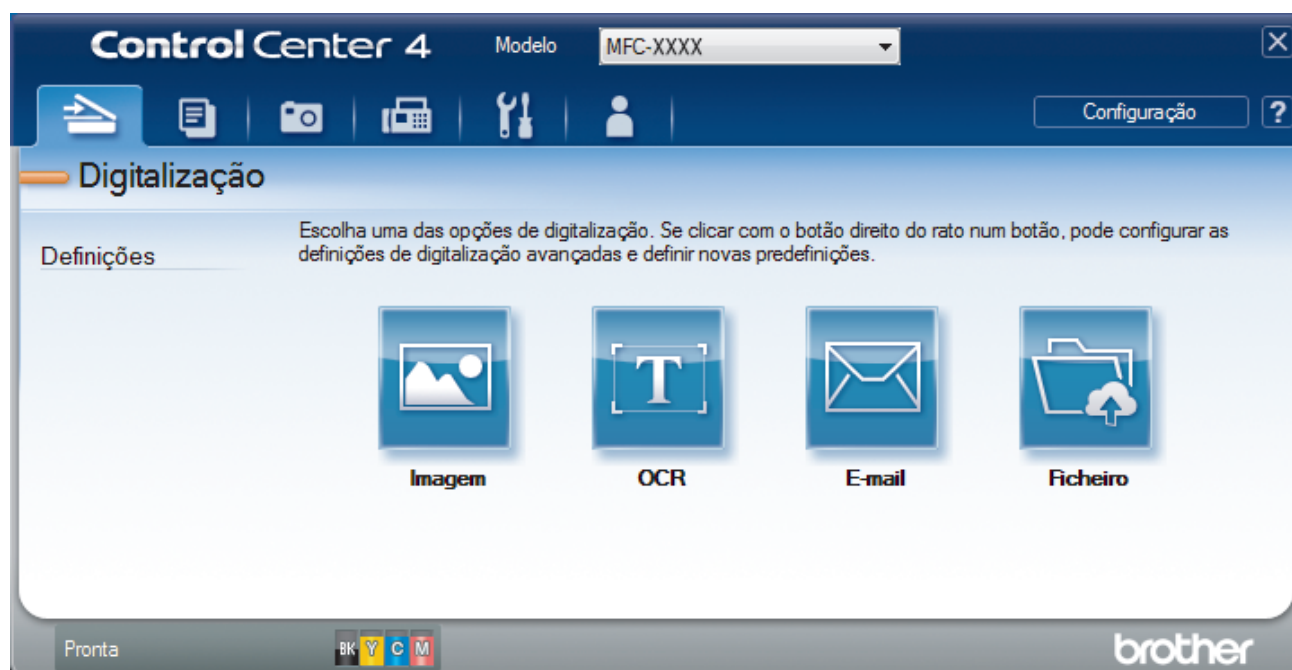 Control Center 4
Modelo
MFC-XXXX
Configuração
?
Digitalização
Definições
Escolha uma das opções de digitalização. Se clicar com o botão direito do rato num botão, pode configurar as
definições de digitalização avançadas e definir novas predefinições.
T
Imagem
OCR
E-mail
Ficheiro
Pronta
BK Y C M
brother